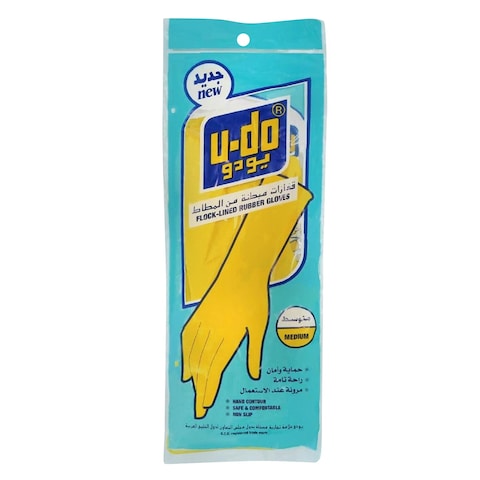 جديد
new
u-do®
يودو
قفازات مبطنة من المطاط
FLOCK-LINED RUBBER GLOVES
متوسط
MEDIUM
حماية وأمان
راحة تامة
مرونة عند الاستعمال
HAND CONTOUR
SAFE & COMFORTABLE
NON SLIP